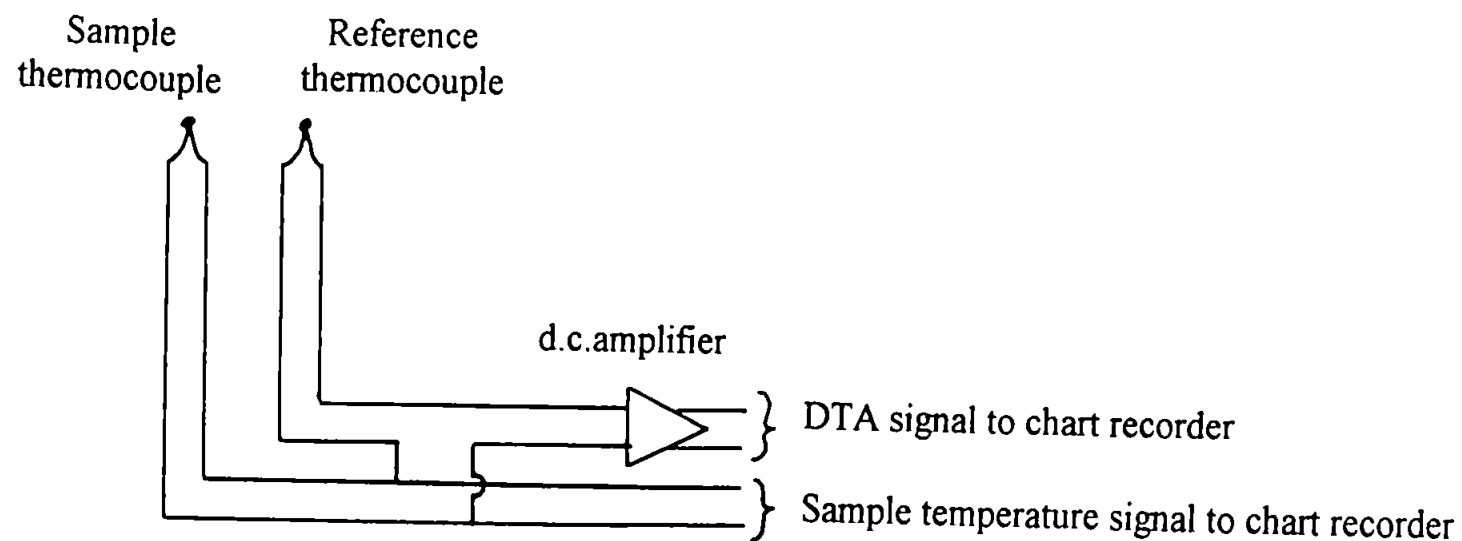 Sample
thermocouple
Reference
thermocouple
d.c.amplifier
DTA signal to chart recorder
Sample temperature signal to chart recorder